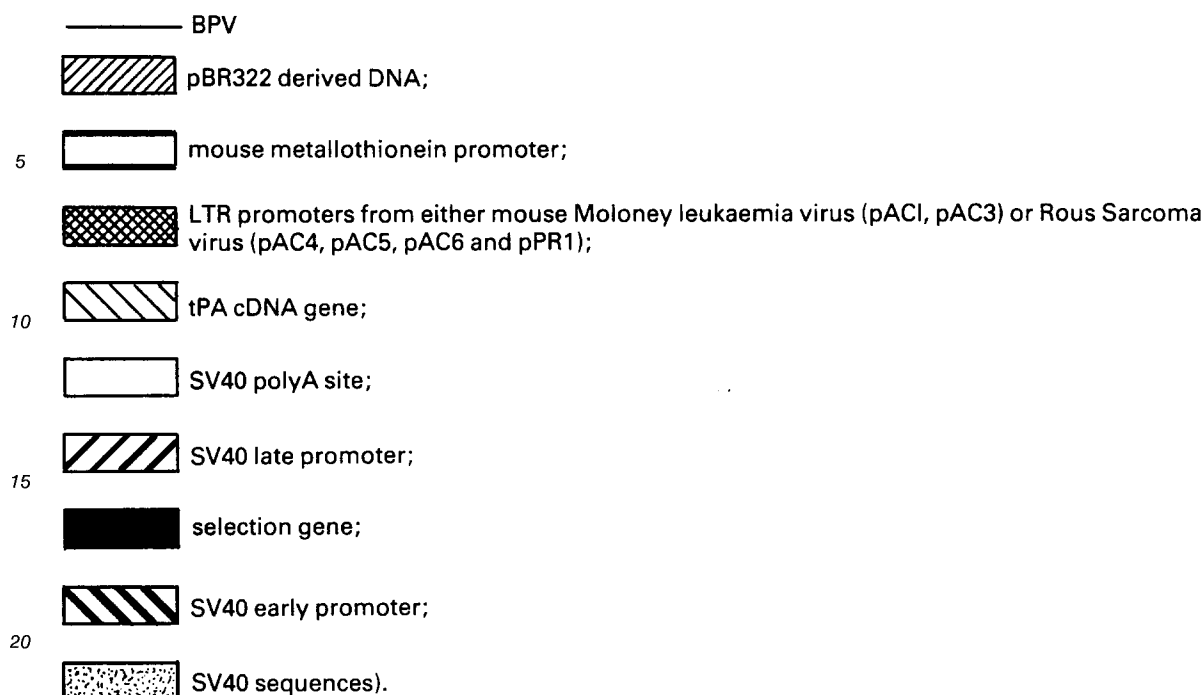 BPV
pBR322 derived DNA;
5 mouse metallothionein promoter;
LTR promoters from either mouse Moloney leukaemia virus (pACI, pAC3) or Rous Sarcoma
virus (pAC4, pAC5, pAC6 and pPR1);
10 tPA cDNA gene;
SV40 polyA site;
SV40 late promoter;
15
selection gene;
SV40 early promoter;
20
SV40 sequences).